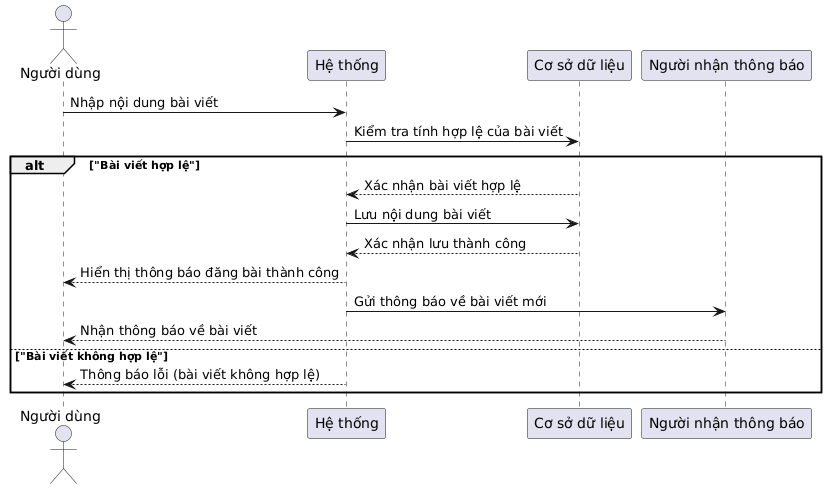 Người dùng
Hệ thống
Cơ sở dữ liệu
Người nhận thông báo
Nhập nội dung bài viết
Kiểm tra tính hợp lệ của bài viết
alt
["Bài viết hợp lệ"]
Xác nhận bài viết hợp lệ
Lưu nội dung bài viết
Xác nhận lưu thành công
Hiển thị thông báo đăng bài thành công
Gửi thông báo về bài viết mới
Nhận thông báo về bài viết
["Bài viết không hợp lệ"]
Thông báo lỗi (bài viết không hợp lệ)
Người dùng
Hệ thống
Cơ sở dữ liệu
Người nhận thông báo